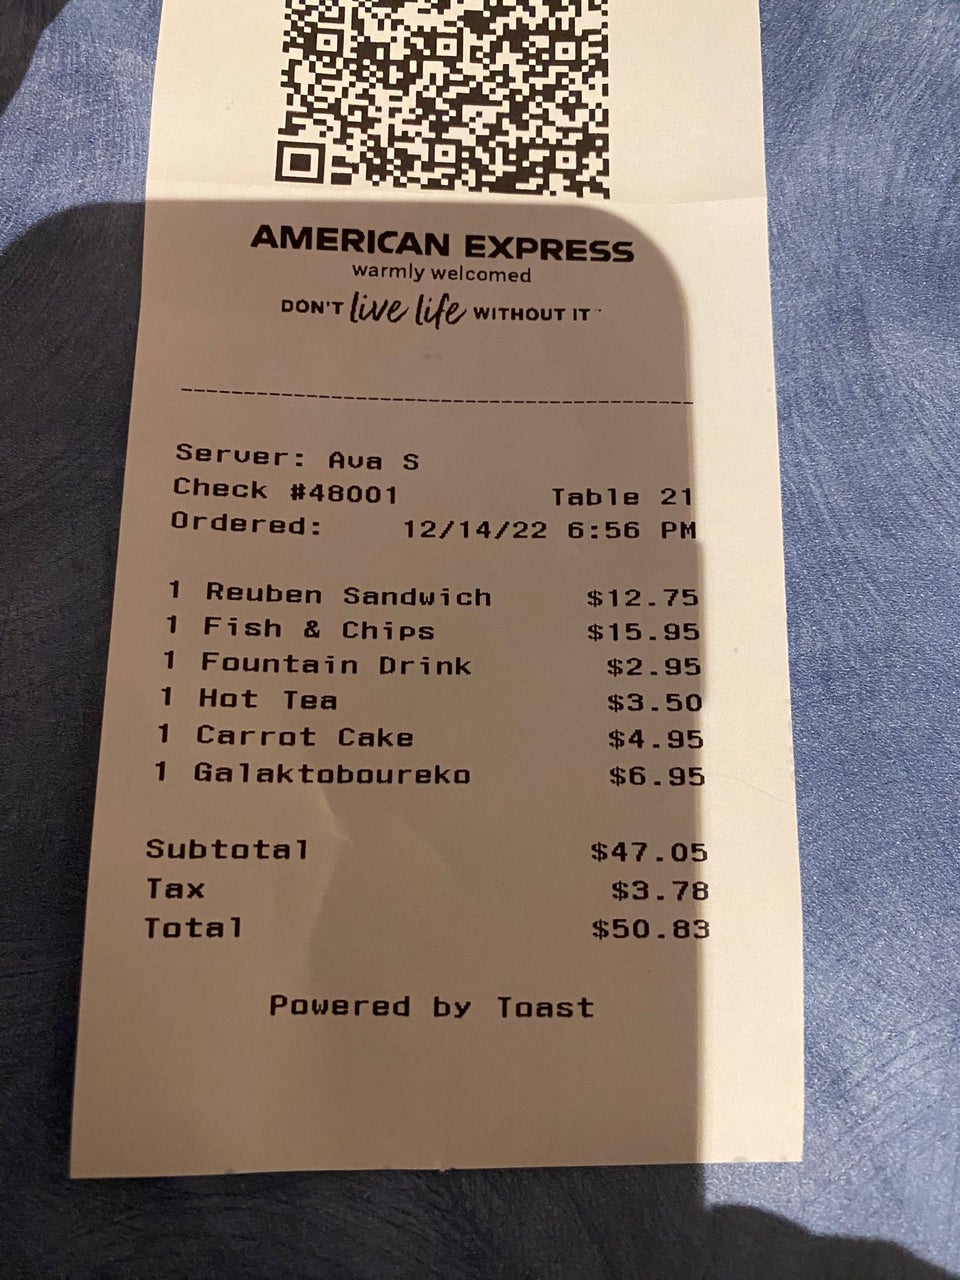 AMERICAN EXPRESS
warmly welcomed
DON'T live life WITHOUT IT
Server: Ava S
Check #48001 Table 21
Ordered: 12/14/22 6:56 PM
1 Reuben Sandwich $12.75
1 Fish & Chips $15.95
1 Fountain Drink $2.95
1 Hot Tea $3.50
1 Carrot Cake $4.95
1 Galaktoboureko $6.95
Subtotal $47.05
Tax $3.78
Total $50.83
Powered by Toast